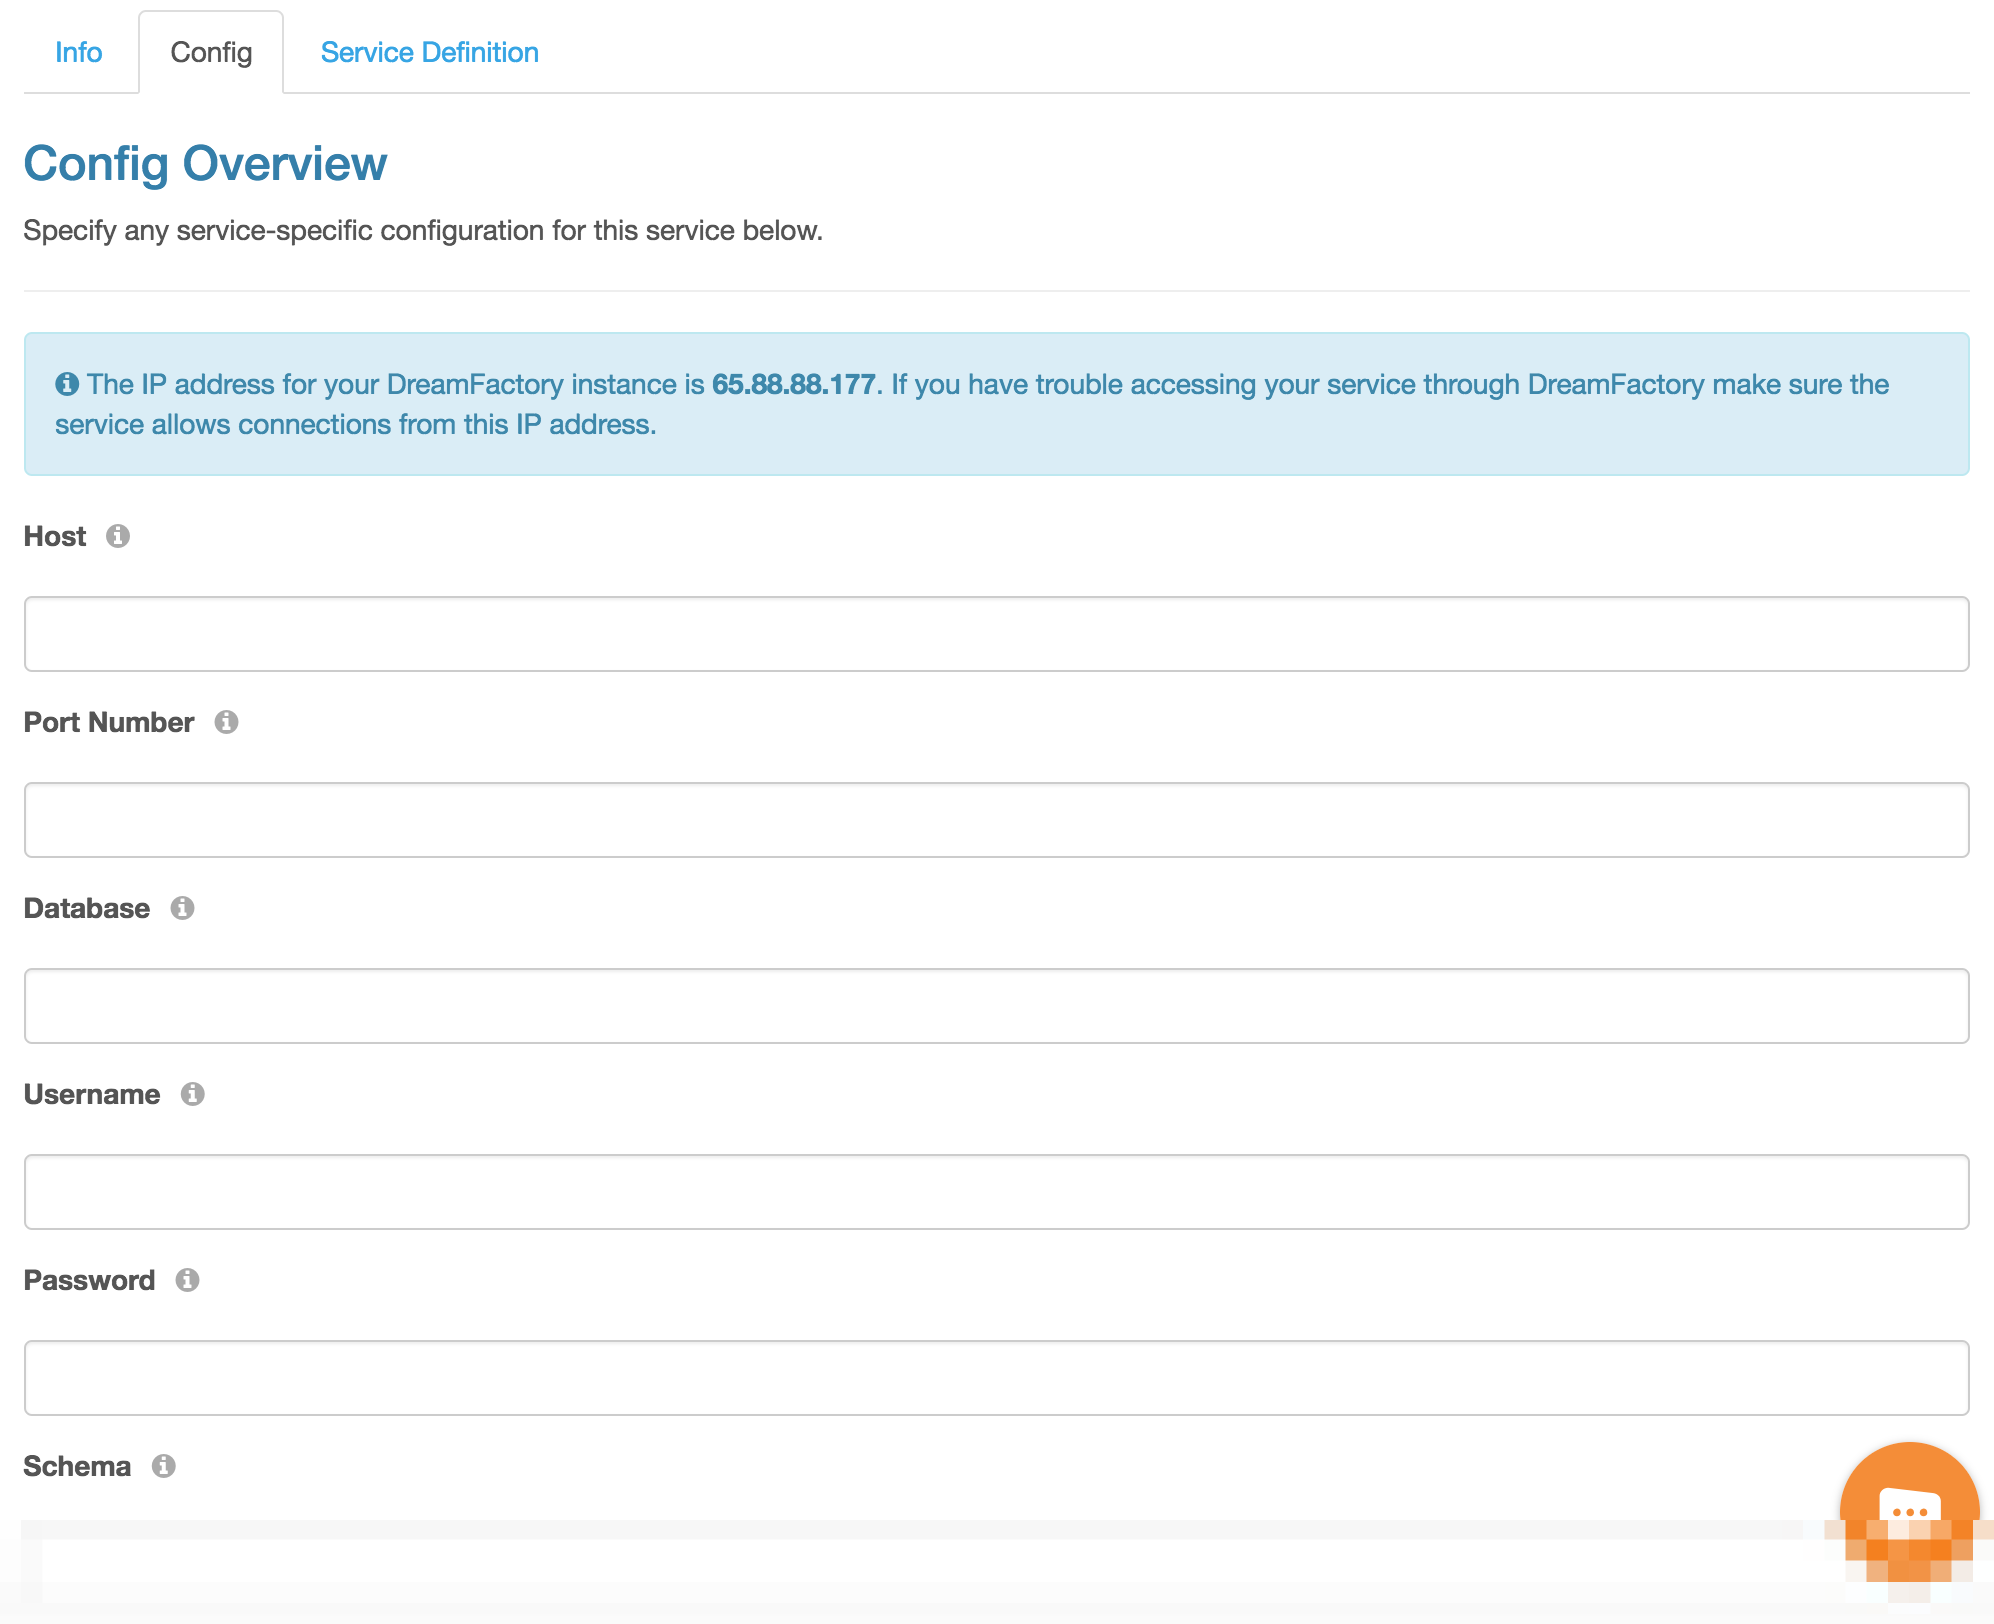 Info
Config
Service Definition
Config Overview
Specify any service-specific configuration for this service below.
The IP address for your DreamFactory instance is 65.88.88.177. If you have trouble accessing your service through DreamFactory make sure the
service allows connections from this IP address.
Host
Port Number
Database
Username
Password
Schema